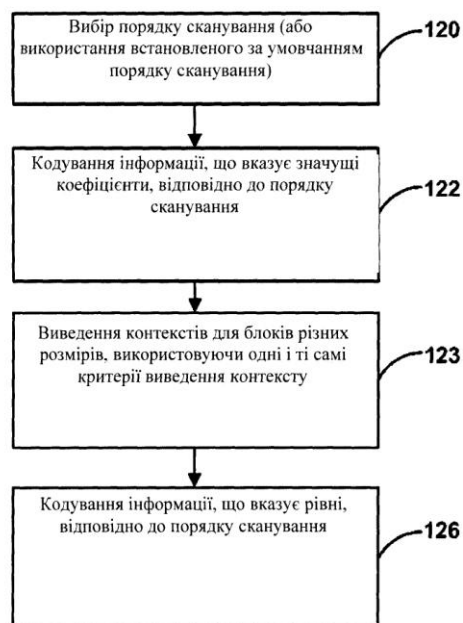 Вибір порядку сканування (або
використання встановленого за умовчанням
порядку сканування)
120
Кодування інформації, що вказує значущі
коефіцієнти, відповідно до порядку
сканування
122
Виведення контекстів для блоків різних
розмірів, використовуючи одні і ті самі
критерії виведення контексту
123
Кодування інформації, що вказує рівні,
відповідно до порядку сканування
126